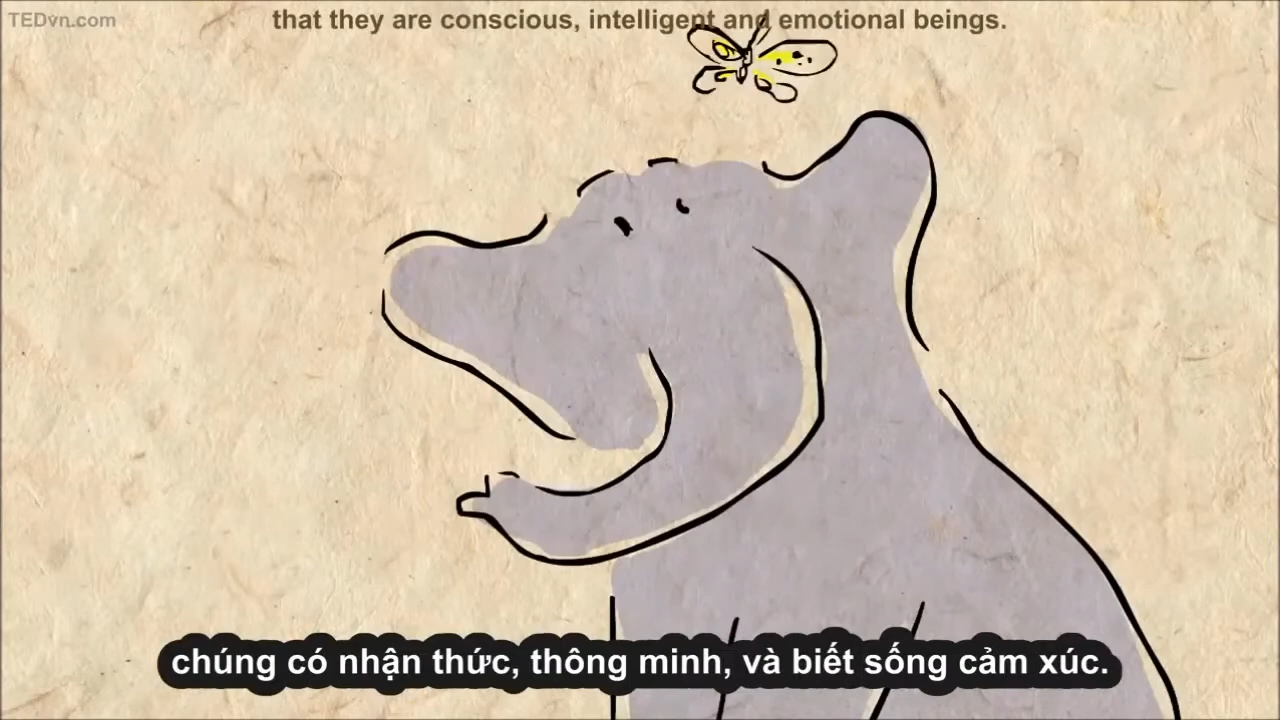 TEDvn.com
that they are conscious, intelligent and emotional beings.
chúng có nhận thức, thông minh, và biết sống cảm xúc.